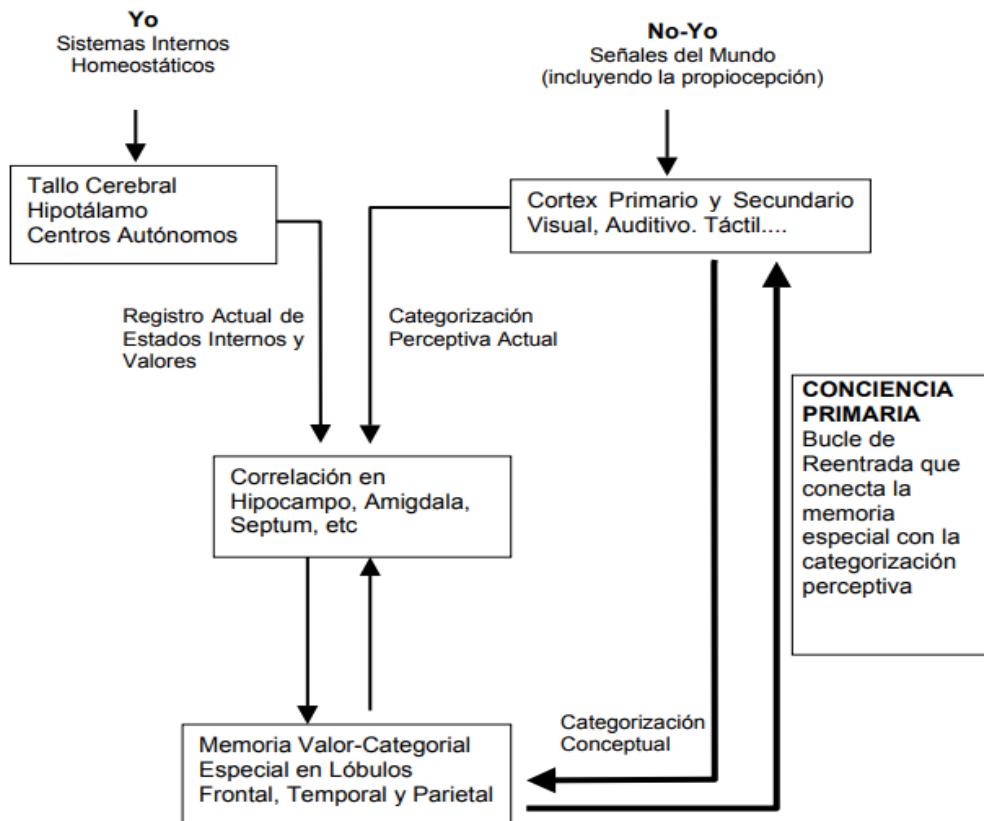 Yo
Sistemas Internos
Homeostáticos
No-Yo
Señales del Mundo
(incluyendo la propiocepción)
Tallo Cerebral
Hipotálamo
Centros Autónomos
Cortex Primario y Secundario
Visual, Auditivo. Táctil....
Registro Actual de
Estados Internos y
Valores
Categorización
Perceptiva Actual
CONCIENCIA
PRIMARIA
Bucle de
Reentrada que
conecta la
memoria
especial con la
categorización
perceptiva
Correlación en
Hipocampo, Amigdala,
Septum, etc
Categorización
Conceptual
Memoria Valor-Categorial
Especial en Lóbulos
Frontal, Temporal y Parietal